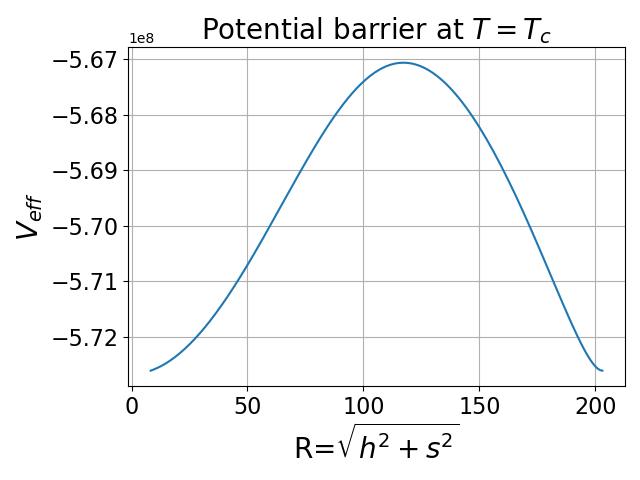 Potential barrier at $T = T_c$
1e8
−5.67
−5.68
−5.69
−5.70
−5.71
−5.72
$V_{eff}$
0 50 100 150 200
R=$\sqrt{h^2 + s^2}$